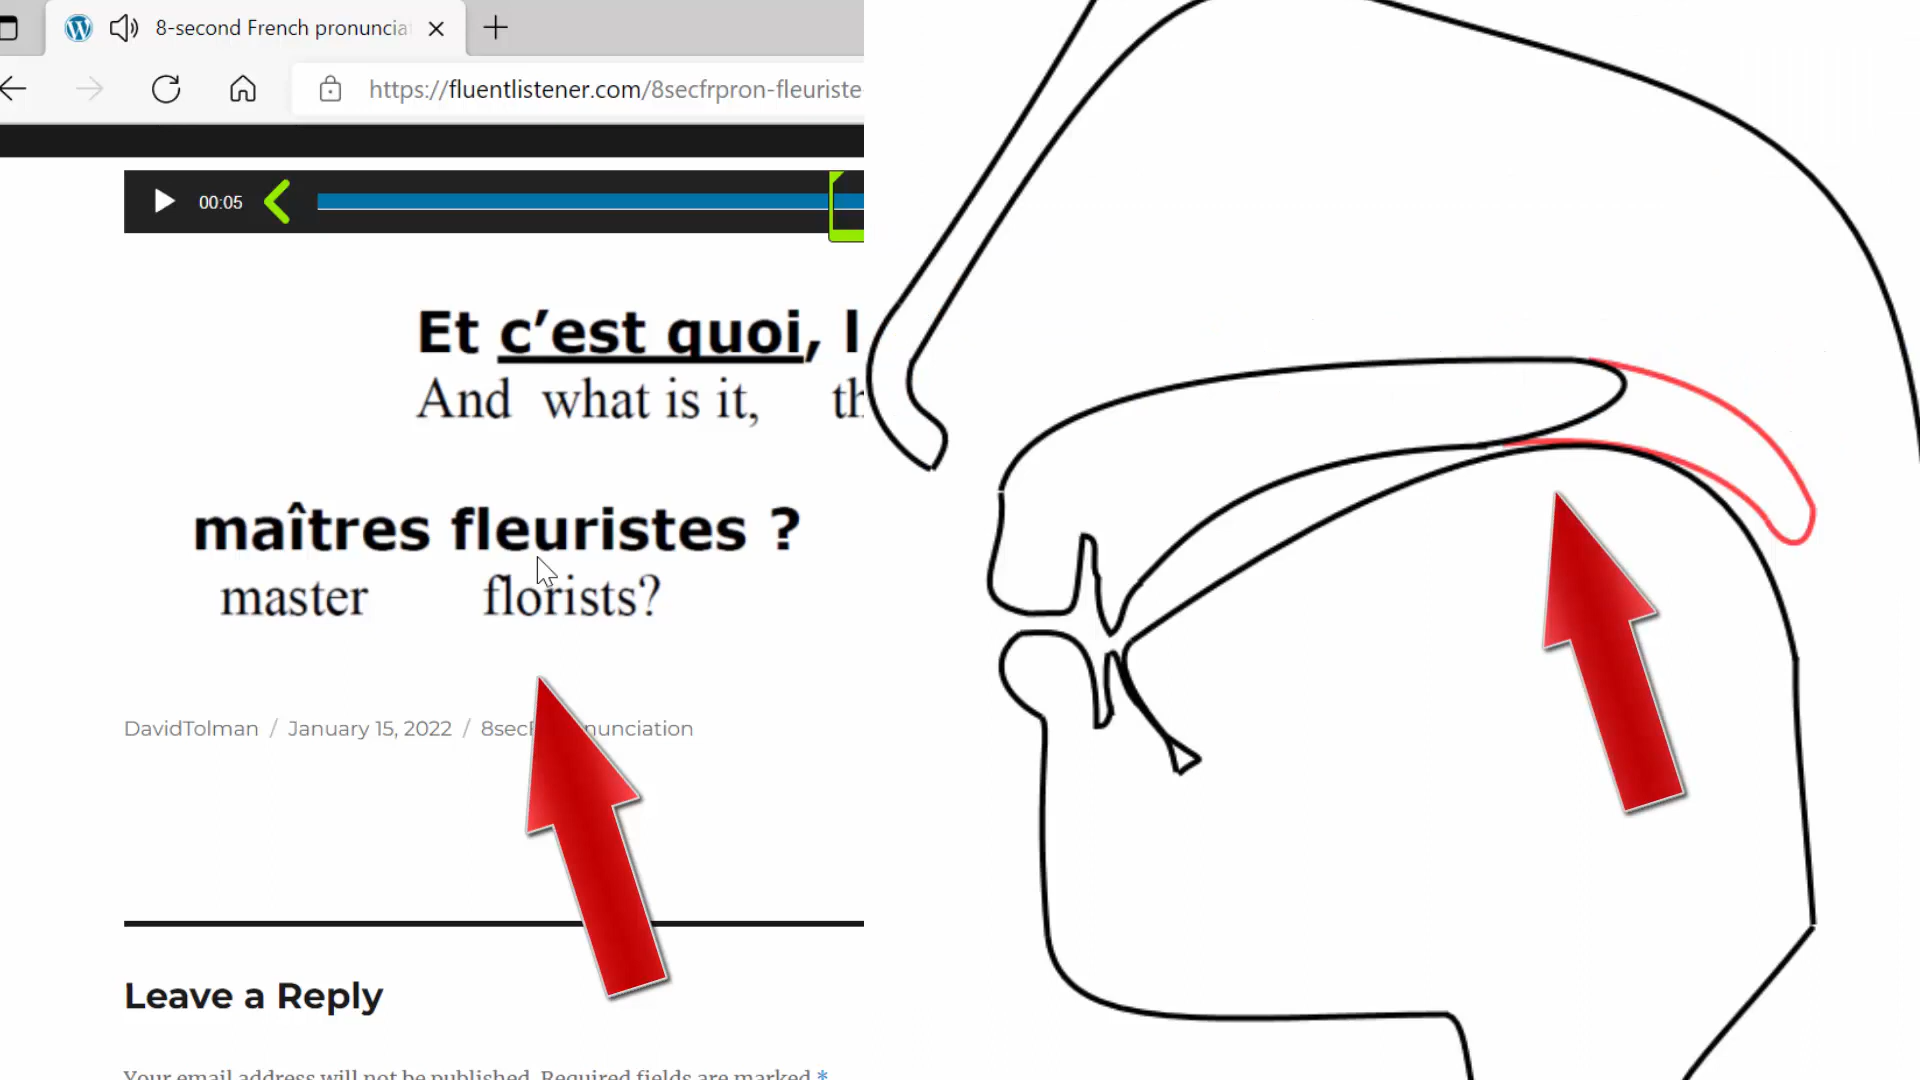 8-second French pronuncia
https://fluentlistener.com/8secfrpron-fleuriste
00:05
Et c'est quoi, l
And what is it,
maîtres fleuristes ?
master florists?
DavidTolman / January 15, 2022 / 8secF nunciation
Leave a Reply
Your email address will not be published. Required fields are marked *